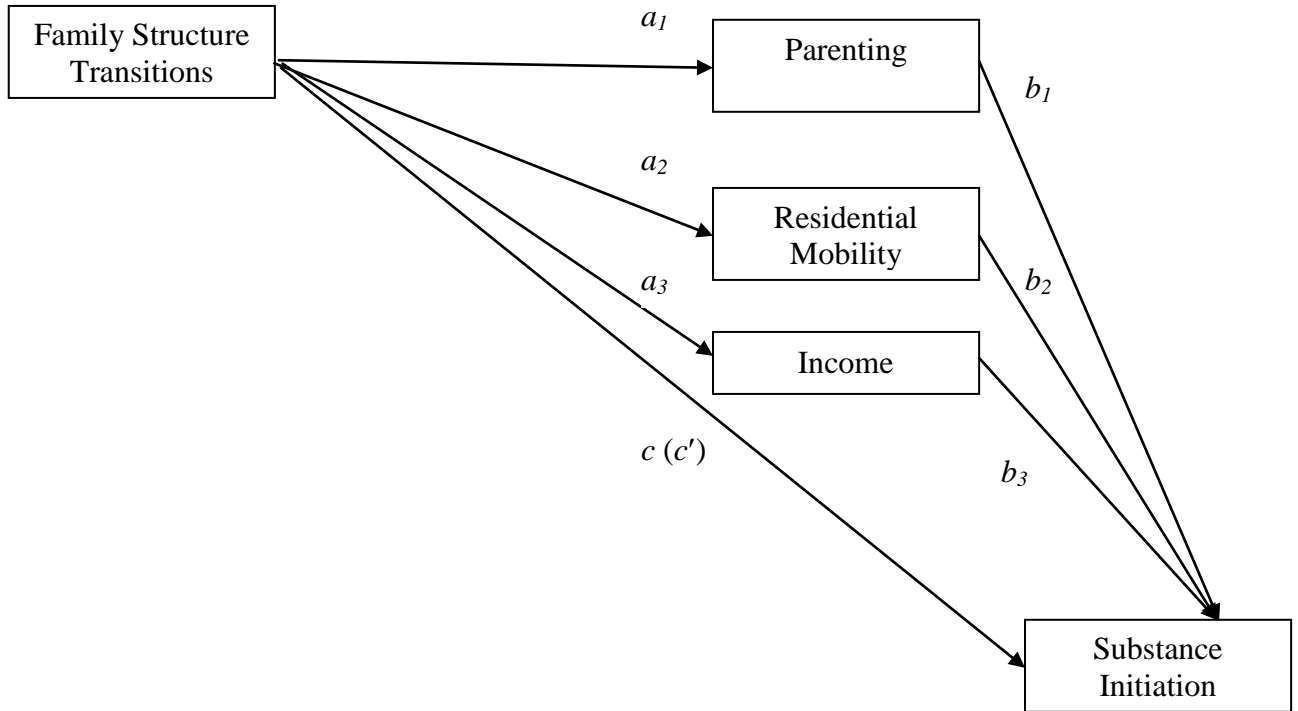 Family Structure
Transitions
a1
Parenting
b1
a2
Residential
Mobility
a3
b2
Income
c (c′)
b3
Substance
Initiation